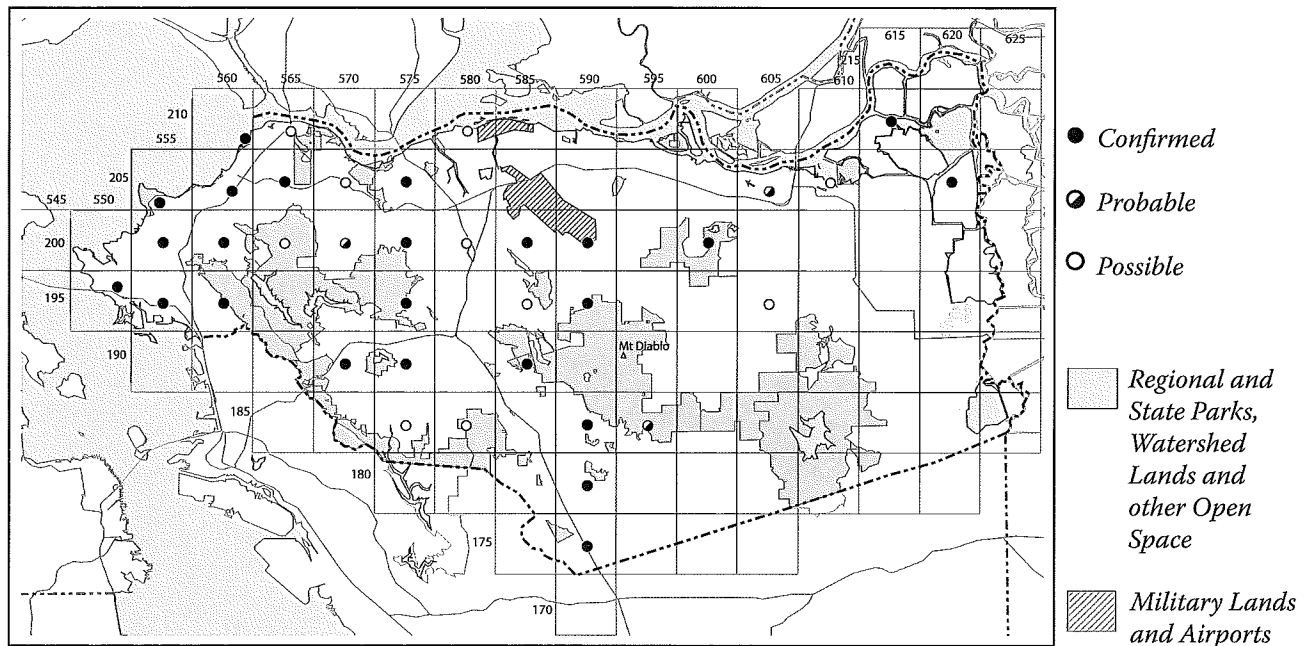 615 620 625
560 565 570 575 580 585 590 595 600 605 610 215
210
555
205
545 550
200
195
190
185
180
175
170
Mt Diablo
Confirmed
Probable
Possible
Regional and
State Parks,
Watershed
Lands and
other Open
Space
Military Lands
and Airports